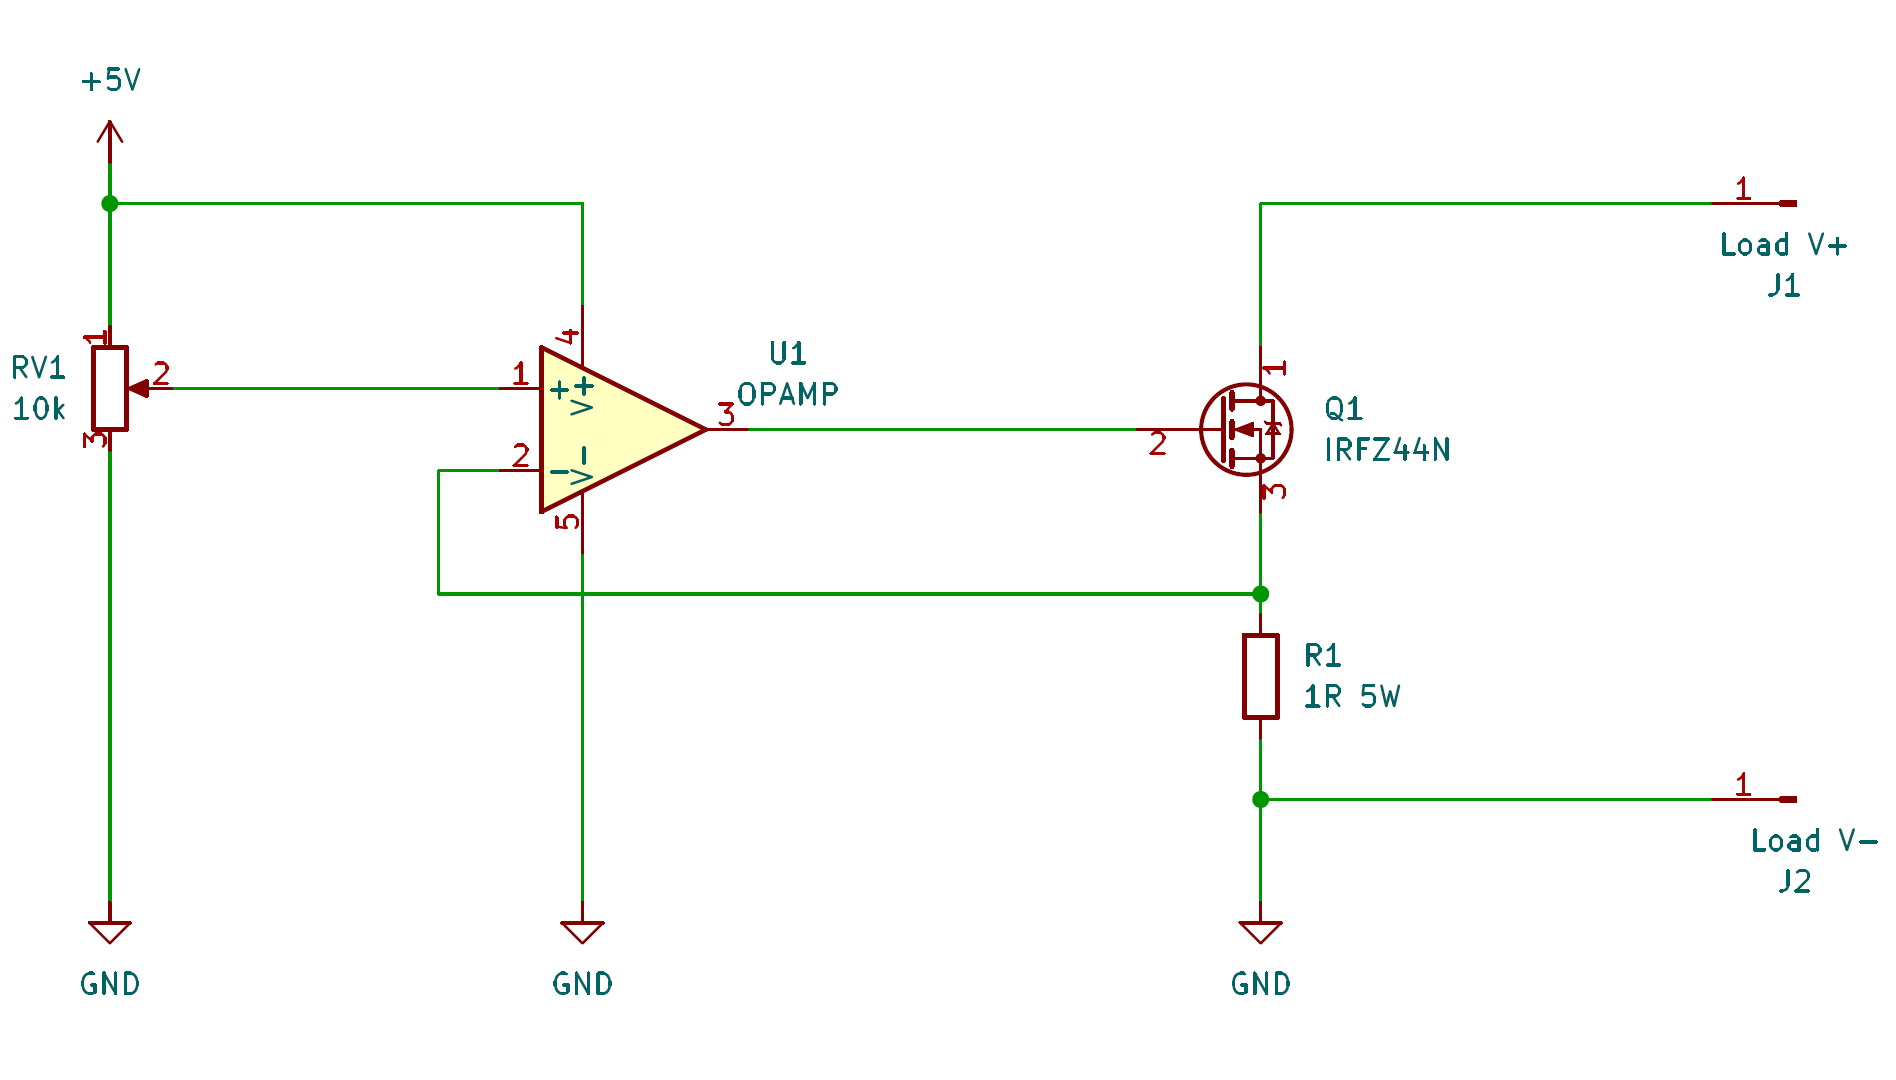 +5V
1
Load V+
J1
1
RV1
10k
2
3
4
1
+
V+
U1
OPAMP
3
2
-
V-
5
1
2
Q1
IRFZ44N
3
R1
1R 5W
1
Load V-
J2
GND
GND
GND